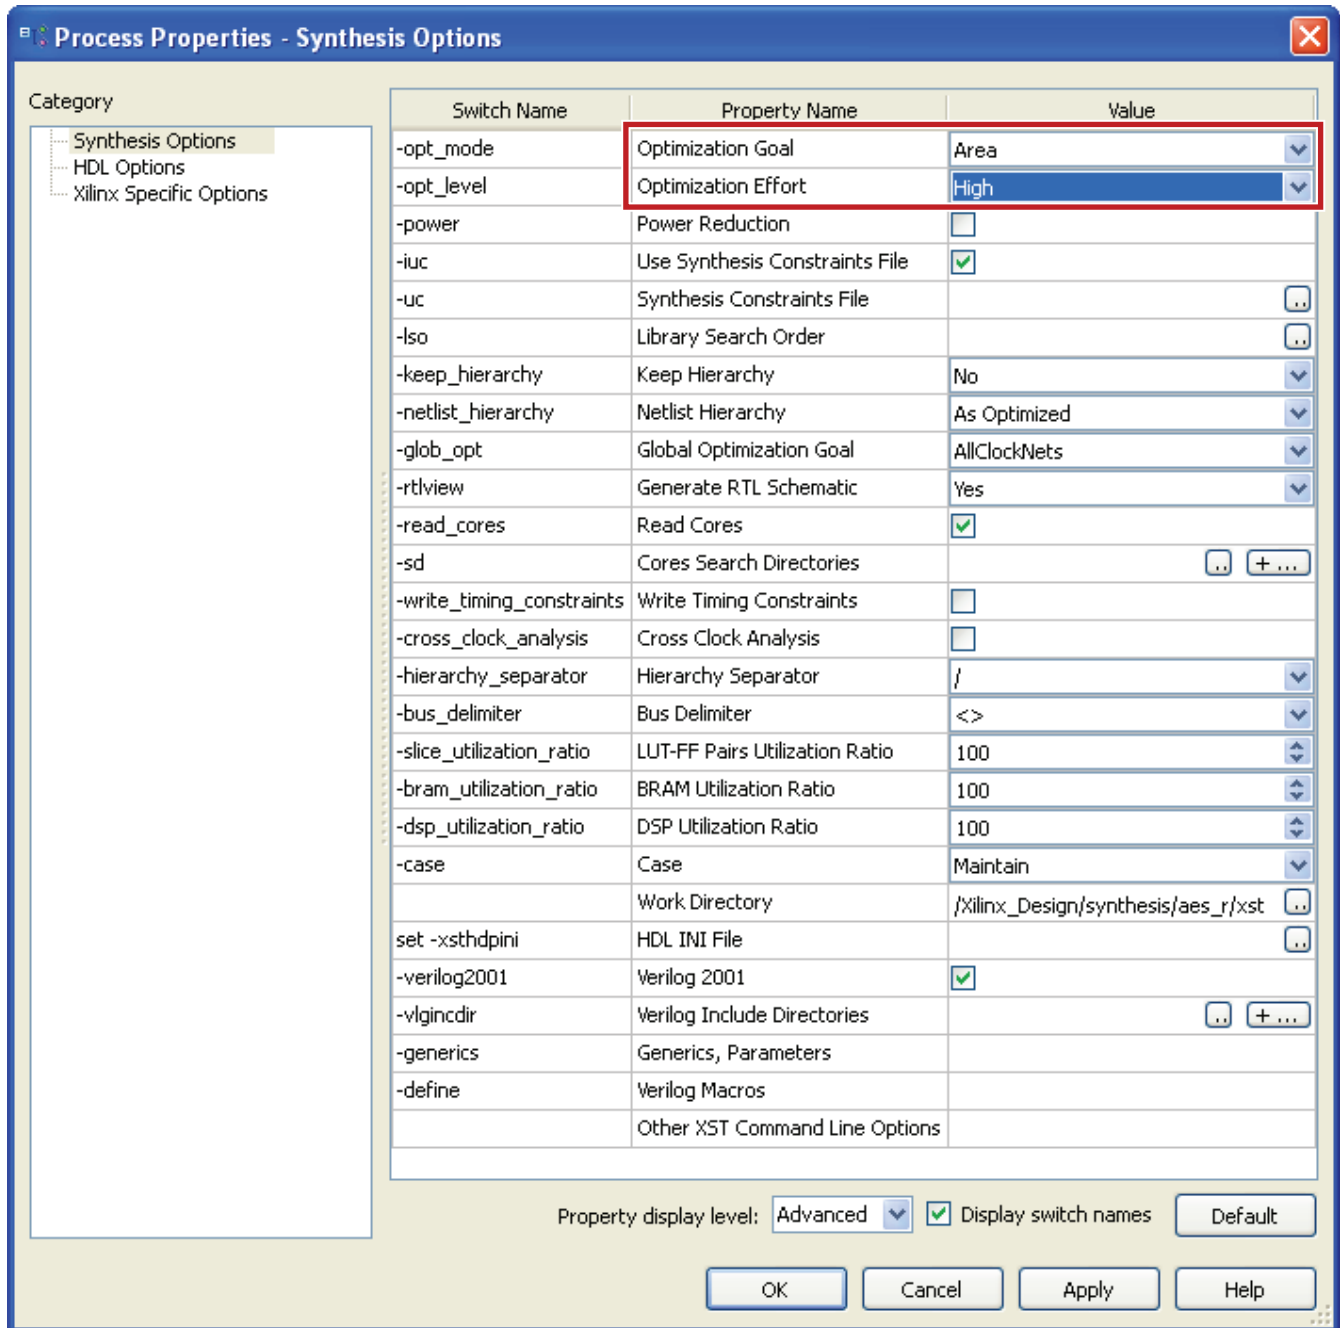 Process Properties - Synthesis Options
Category
Synthesis Options
HDL Options
Xilinx Specific Options
Switch Name Property Name Value
-opt_mode Optimization Goal Area
-opt_level Optimization Effort High
-power Power Reduction
-iuc Use Synthesis Constraints File
-uc Synthesis Constraints File ..
-lso Library Search Order ..
-keep_hierarchy Keep Hierarchy No
-netlist_hierarchy Netlist Hierarchy As Optimized
-glob_opt Global Optimization Goal AllClockNets
-rtlview Generate RTL Schematic Yes
-read_cores Read Cores
-sd Cores Search Directories .. + ...
-write_timing_constraints Write Timing Constraints
-cross_clock_analysis Cross Clock Analysis
-hierarchy_separator Hierarchy Separator /
-bus_delimiter Bus Delimiter <>
-slice_utilization_ratio LUT-FF Pairs Utilization Ratio 100
-bram_utilization_ratio BRAM Utilization Ratio 100
-dsp_utilization_ratio DSP Utilization Ratio 100
-case Case Maintain
Work Directory /Xilinx_Design/synthesis/aes_r/xst ..
set -xsthdpini HDL INI File ..
-verilog2001 Verilog 2001
-vlgincdir Verilog Include Directories .. + ...
-generics Generics, Parameters
-define Verilog Macros
Other XST Command Line Options
Property display level: Advanced Display switch names Default
OK Cancel Apply Help